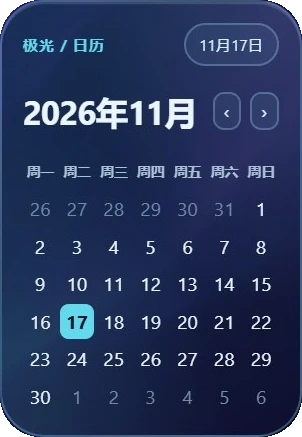 极光 / 日历
11月17日
2026年11月
‹ ›
周一 周二 周三 周四 周五 周六 周日
26 27 28 29 30 31 1
2 3 4 5 6 7 8
9 10 11 12 13 14 15
16 17 18 19 20 21 22
23 24 25 26 27 28 29
30 1 2 3 4 5 6